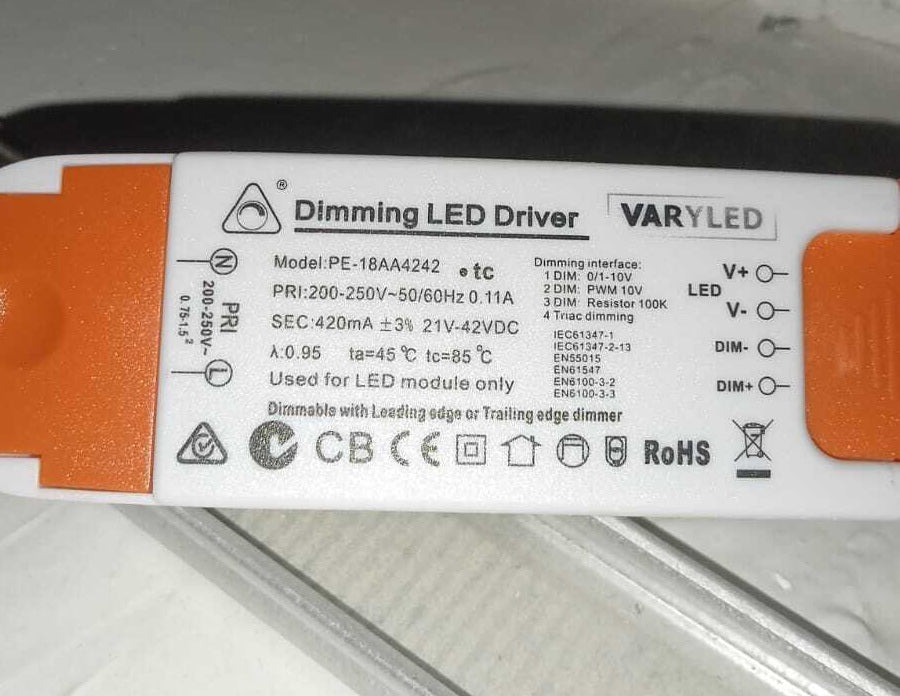 ®
Dimming LED Driver
VARYLED
Model:PE-18AA4242 •tc
PRI:200-250V~50/60Hz 0.11A
SEC:420mA ±3% 21V-42VDC
λ:0.95 ta=45℃ tc=85℃
Used for LED module only
Dimmable with Leading edge or Trailing edge dimmer
Dimming interface:
1 DIM: 0/1-10V
2 DIM: PWM 10V
3 DIM: Resistor 100K
4 Triac dimming
IEC61347-1
IEC61347-2-13
EN55015
EN61547
EN6100-3-2
EN6100-3-3
N
PRI
200-250V~
0.75-1.5²
L
LED
V+
V-
DIM-
DIM+
CB CE RoHS